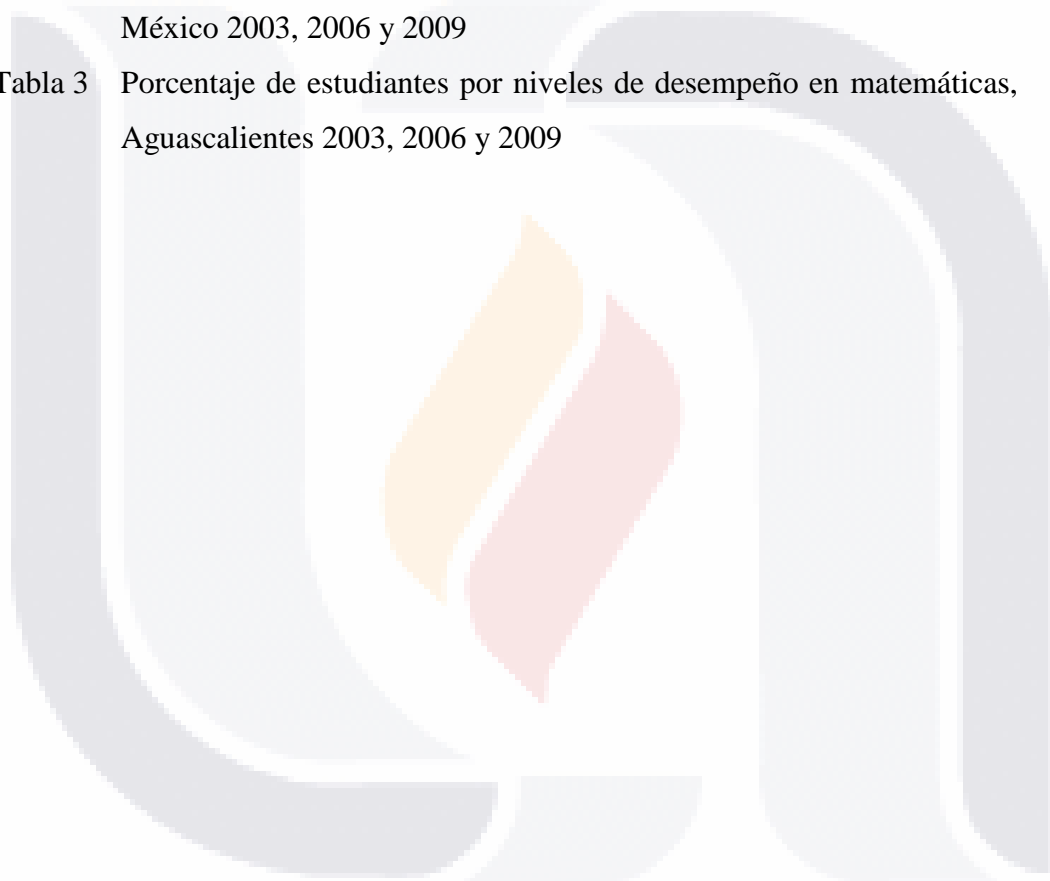 México 2003, 2006 y 2009
Tabla 3 Porcentaje de estudiantes por niveles de desempeño en matemáticas,
Aguascalientes 2003, 2006 y 2009